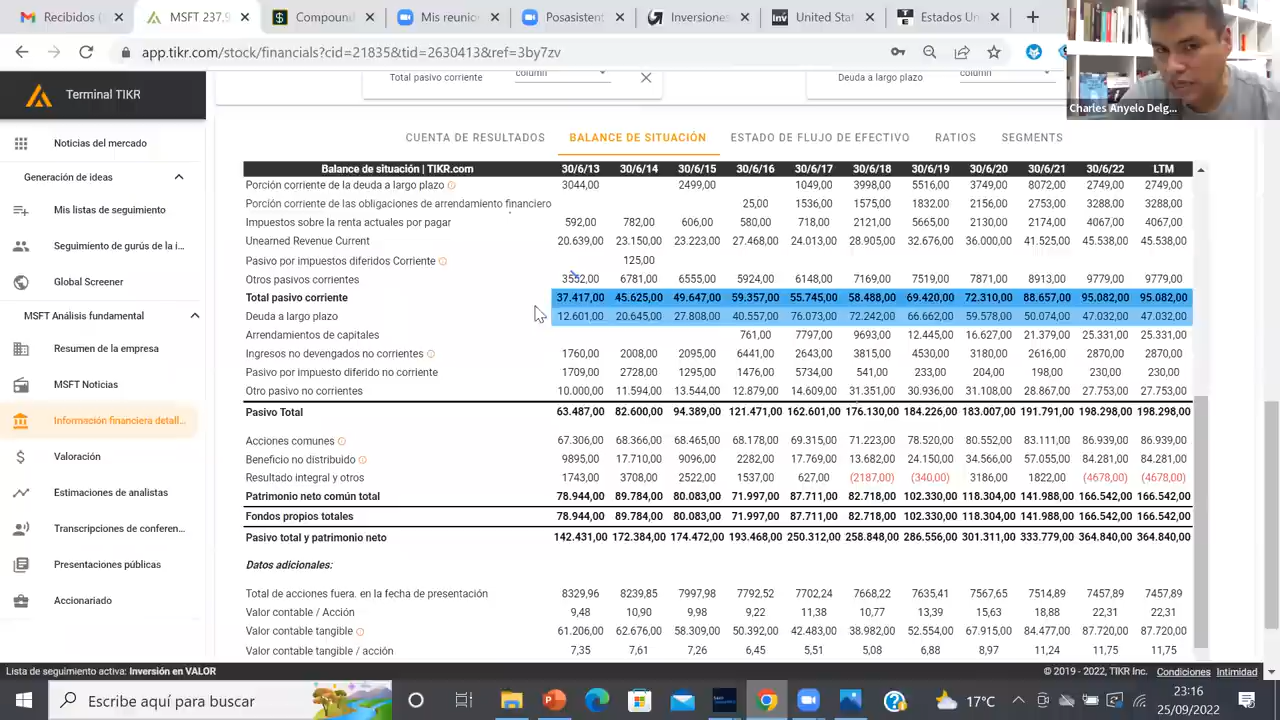 Recibidos (
MSFT 237.9
Compound
Mis reunio
Posasistent
Inversiones
United Sta
Estados Un
app.tikr.com/stock/financials?cid=21835&tid=2630413&ref=3by7zv
Terminal TIKR
Total pasivo corriente
column
Deuda a largo plazo
column
Charles Anyelo Delg...
Noticias del mercado
Generación de ideas
Mis listas de seguimiento
Seguimiento de gurús de la i...
Global Screener
MSFT Análisis fundamental
Resumen de la empresa
MSFT Noticias
Información financiera detall...
Valoración
Estimaciones de analistas
Transcripciones de conferen...
Presentaciones públicas
Accionariado
CUENTA DE RESULTADOS BALANCE DE SITUACIÓN ESTADO DE FLUJO DE EFECTIVO RATIOS SEGMENTS
Balance de situación | TIKR.com 30/6/13 30/6/14 30/6/15 30/6/16 30/6/17 30/6/18 30/6/19 30/6/20 30/6/21 30/6/22 LTM
Porción corriente de la deuda a largo plazo 3044,00 2499,00 1049,00 3998,00 5516,00 3749,00 8072,00 2749,00 2749,00
Porción corriente de las obligaciones de arrendamiento financiero 25,00 1536,00 1575,00 1832,00 2156,00 2753,00 3288,00 3288,00
Impuestos sobre la renta actuales por pagar 592,00 782,00 606,00 580,00 718,00 2121,00 5665,00 2130,00 2174,00 4067,00 4067,00
Unearned Revenue Current 20.639,00 23.150,00 23.223,00 27.468,00 24.013,00 28.905,00 32.676,00 36.000,00 41.525,00 45.538,00 45.538,00
Pasivo por impuestos diferidos Corriente 125,00
Otros pasivos corrientes 3552,00 6781,00 6555,00 5924,00 6148,00 7169,00 7519,00 7871,00 8913,00 9779,00 9779,00
Total pasivo corriente 37.417,00 45.625,00 49.647,00 59.357,00 55.745,00 58.488,00 69.420,00 72.310,00 88.657,00 95.082,00 95.082,00
Deuda a largo plazo 12.601,00 20.645,00 27.808,00 40.557,00 76.073,00 72.242,00 66.662,00 59.578,00 50.074,00 47.032,00 47.032,00
Arrendamientos de capitales 761,00 7797,00 9693,00 12.445,00 16.627,00 21.379,00 25.331,00 25.331,00
Ingresos no devengados no corrientes 1760,00 2008,00 2095,00 6441,00 2643,00 3815,00 4530,00 3180,00 2616,00 2870,00 2870,00
Pasivo por impuesto diferido no corriente 1709,00 2728,00 1295,00 1476,00 5734,00 541,00 233,00 204,00 198,00 230,00 230,00
Otro pasivo no corrientes 10.000,00 11.594,00 13.544,00 12.879,00 14.609,00 31.351,00 30.936,00 31.108,00 28.867,00 27.753,00 27.753,00
Pasivo Total 63.487,00 82.600,00 94.389,00 121.471,00 162.601,00 176.130,00 184.226,00 183.007,00 191.791,00 198.298,00 198.298,00
Acciones comunes 67.306,00 68.366,00 68.465,00 68.178,00 69.315,00 71.223,00 78.520,00 80.552,00 83.111,00 86.939,00 86.939,00
Beneficio no distribuido 9895,00 17.710,00 9096,00 2282,00 17.769,00 13.682,00 24.150,00 34.566,00 57.055,00 84.281,00 84.281,00
Resultado integral y otros 1743,00 3708,00 2522,00 1537,00 627,00 (2187,00) (340,00) 3186,00 1822,00 (4678,00) (4678,00)
Patrimonio neto común total 78.944,00 89.784,00 80.083,00 71.997,00 87.711,00 82.718,00 102.330,00 118.304,00 141.988,00 166.542,00 166.542,00
Fondos propios totales 78.944,00 89.784,00 80.083,00 71.997,00 87.711,00 82.718,00 102.330,00 118.304,00 141.988,00 166.542,00 166.542,00
Pasivo total y patrimonio neto 142.431,00 172.384,00 174.472,00 193.468,00 250.312,00 258.848,00 286.556,00 301.311,00 333.779,00 364.840,00 364.840,00
Datos adicionales:
Total de acciones fuera. en la fecha de presentación 8329,96 8239,85 7997,98 7792,52 7702,24 7668,22 7635,41 7567,65 7514,89 7457,89 7457,89
Valor contable / Acción 9,48 10,90 9,98 9,22 11,38 10,77 13,39 15,63 18,88 22,31 22,31
Valor contable tangible 61.206,00 62.676,00 58.309,00 50.392,00 42.483,00 38.982,00 52.554,00 67.915,00 84.477,00 87.720,00 87.720,00
Valor contable tangible / acción 7,35 7,61 7,26 6,45 5,51 5,08 6,88 8,97 11,24 11,75 11,75
Lista de seguimiento activa: Inversión en VALOR
© 2019 - 2022, TIKR Inc. Condiciones Intimidad
Escribe aquí para buscar
17°C
23:16
25/09/2022